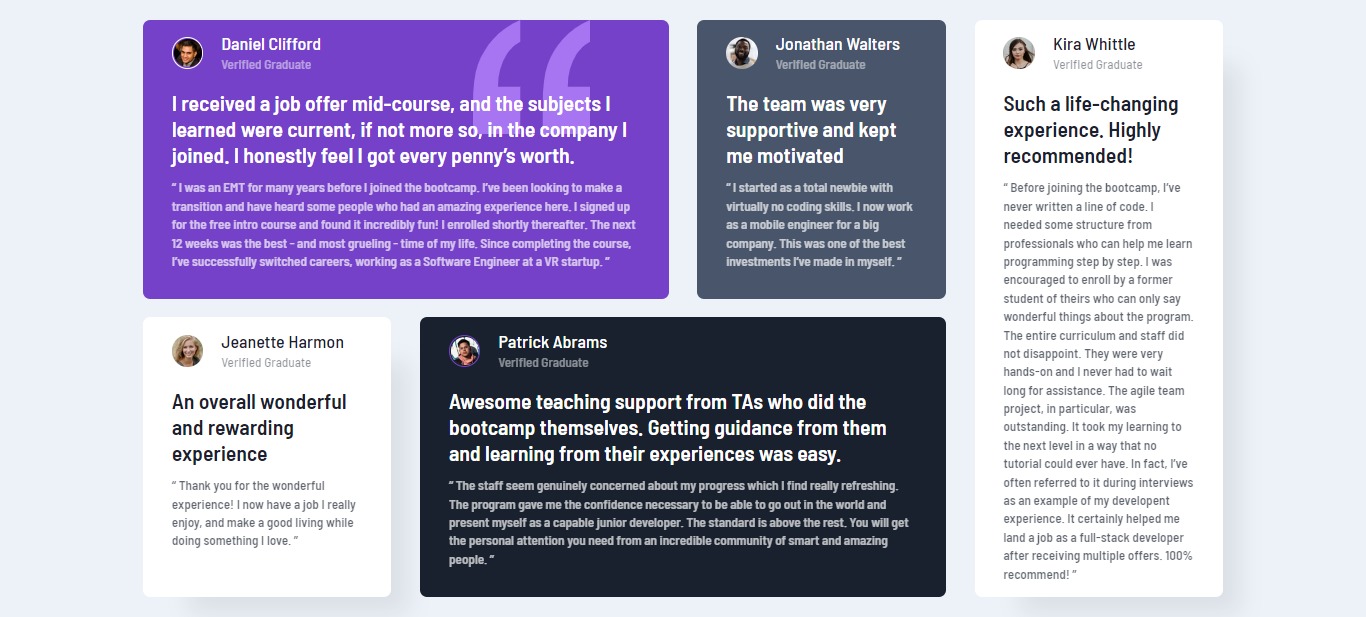 Daniel Clifford
Verified Graduate
I received a job offer mid-course, and the subjects I
learned were current, if not more so, in the company I
joined. I honestly feel I got every penny’s worth.
“ I was an EMT for many years before I joined the bootcamp. I’ve been looking to make a
transition and have heard some people who had an amazing experience here. I signed up
for the free intro course and found it incredibly fun! I enrolled shortly thereafter. The next
12 weeks was the best - and most grueling - time of my life. Since completing the course,
I’ve successfully switched careers, working as a Software Engineer at a VR startup. ”
Jonathan Walters
Verified Graduate
The team was very
supportive and kept
me motivated
“ I started as a total newbie with
virtually no coding skills. I now work
as a mobile engineer for a big
company. This was one of the best
investments I’ve made in myself. ”
Kira Whittle
Verified Graduate
Such a life-changing
experience. Highly
recommended!
“ Before joining the bootcamp, I’ve
never written a line of code. I
needed some structure from
professionals who can help me learn
programming step by step. I was
encouraged to enroll by a former
student of theirs who can only say
wonderful things about the program.
The entire curriculum and staff did
not disappoint. They were very
hands-on and I never had to wait
long for assistance. The agile team
project, in particular, was
outstanding. It took my learning to
the next level in a way that no
tutorial could ever have. In fact, I’ve
often referred to it during interviews
as an example of my developent
experience. It certainly helped me
land a job as a full-stack developer
after receiving multiple offers. 100%
recommend! ”
Jeanette Harmon
Verified Graduate
An overall wonderful
and rewarding
experience
“ Thank you for the wonderful
experience! I now have a job I really
enjoy, and make a good living while
doing something I love. ”
Patrick Abrams
Verified Graduate
Awesome teaching support from TAs who did the
bootcamp themselves. Getting guidance from them
and learning from their experiences was easy.
“ The staff seem genuinely concerned about my progress which I find really refreshing.
The program gave me the confidence necessary to be able to go out in the world and
present myself as a capable junior developer. The standard is above the rest. You will get
the personal attention you need from an incredible community of smart and amazing
people. ”